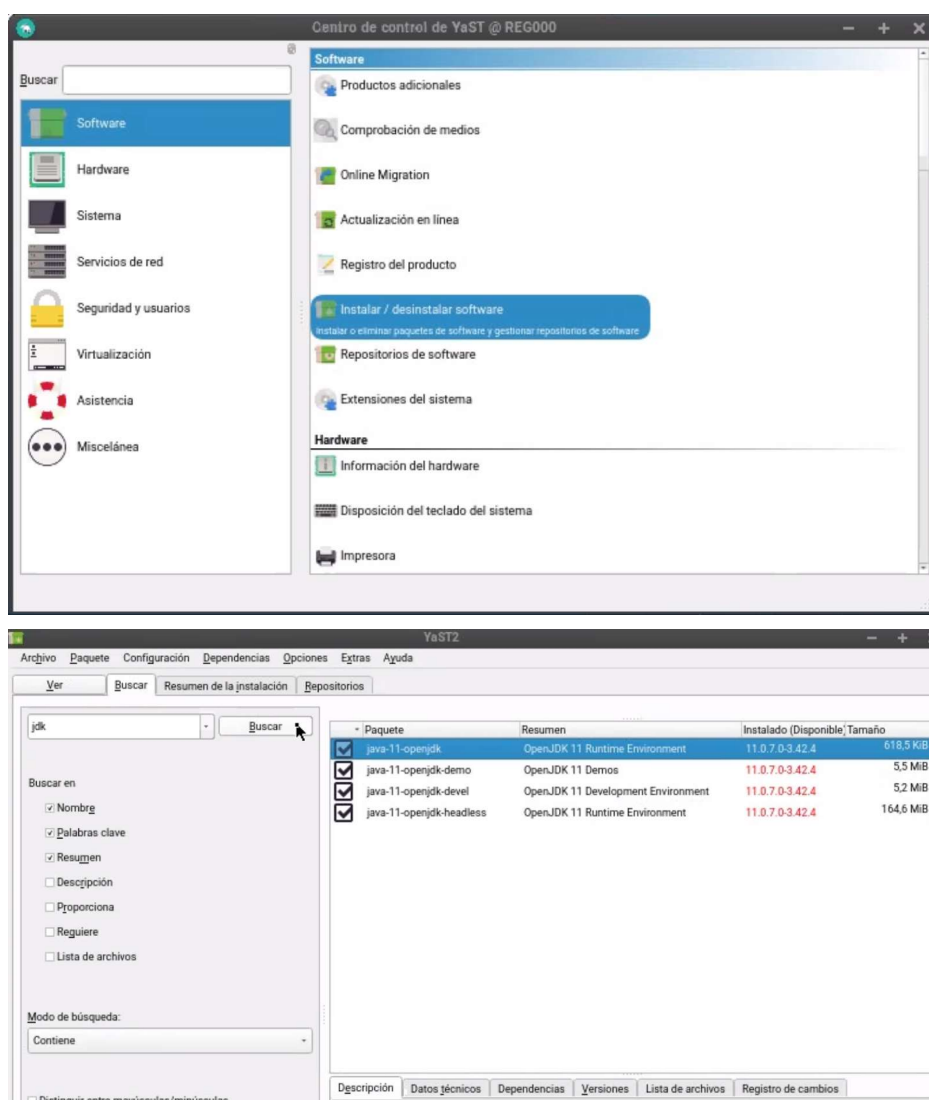 Centro de control de YaST @ REG000
Buscar
Software
Hardware
Sistema
Servicios de red
Seguridad y usuarios
Virtualización
Asistencia
Miscelánea
Software
Productos adicionales
Comprobación de medios
Online Migration
Actualización en línea
Registro del producto
Instalar / desinstalar software
Instalar o eliminar paquetes de software y gestionar repositorios de software
Repositorios de software
Extensiones del sistema
Hardware
Información del hardware
Disposición del teclado del sistema
Impresora
YaST2
Archivo Paquete Configuración Dependencias Opciones Extras Ayuda
Ver Buscar Resumen de la instalación Repositorios
jdk Buscar
Buscar en
Nombre
Palabras clave
Resumen
Descripción
Proporciona
Requiere
Lista de archivos
Modo de búsqueda:
Contiene
Distinguir entre mayúsculas/minúsculas
Paquete Resumen Instalado (Disponible) Tamaño
java-11-openjdk OpenJDK 11 Runtime Environment 11.0.7.0-3.42.4 618,5 KiB
java-11-openjdk-demo OpenJDK 11 Demos 11.0.7.0-3.42.4 5,5 MiB
java-11-openjdk-devel OpenJDK 11 Development Environment 11.0.7.0-3.42.4 5,2 MiB
java-11-openjdk-headless OpenJDK 11 Runtime Environment 11.0.7.0-3.42.4 164,6 MiB
Descripción Datos técnicos Dependencias Versiones Lista de archivos Registro de cambios